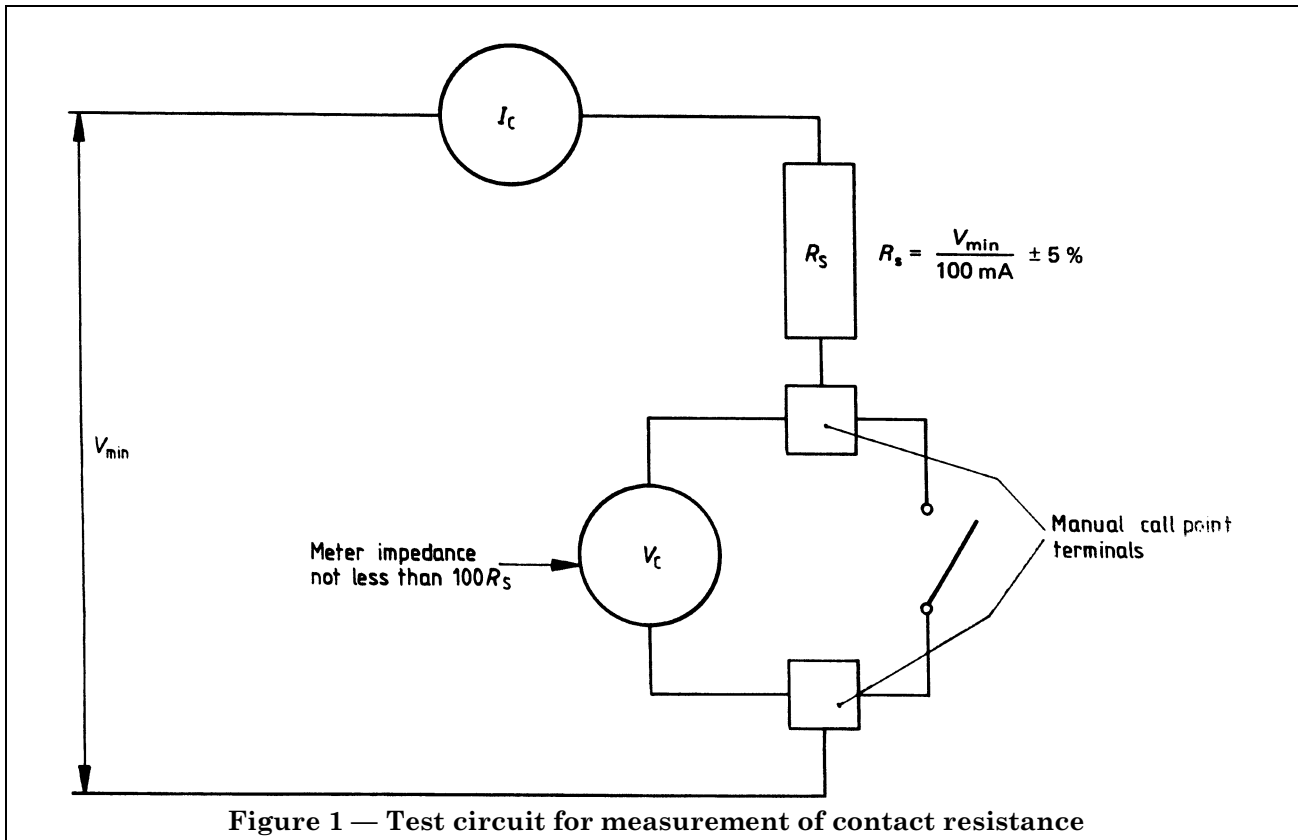 I_C
R_S
R_s = V_min / 100 mA ± 5 %
V_min
Meter impedance
not less than 100R_S
V_C
Manual call point
terminals
Figure 1 — Test circuit for measurement of contact resistance